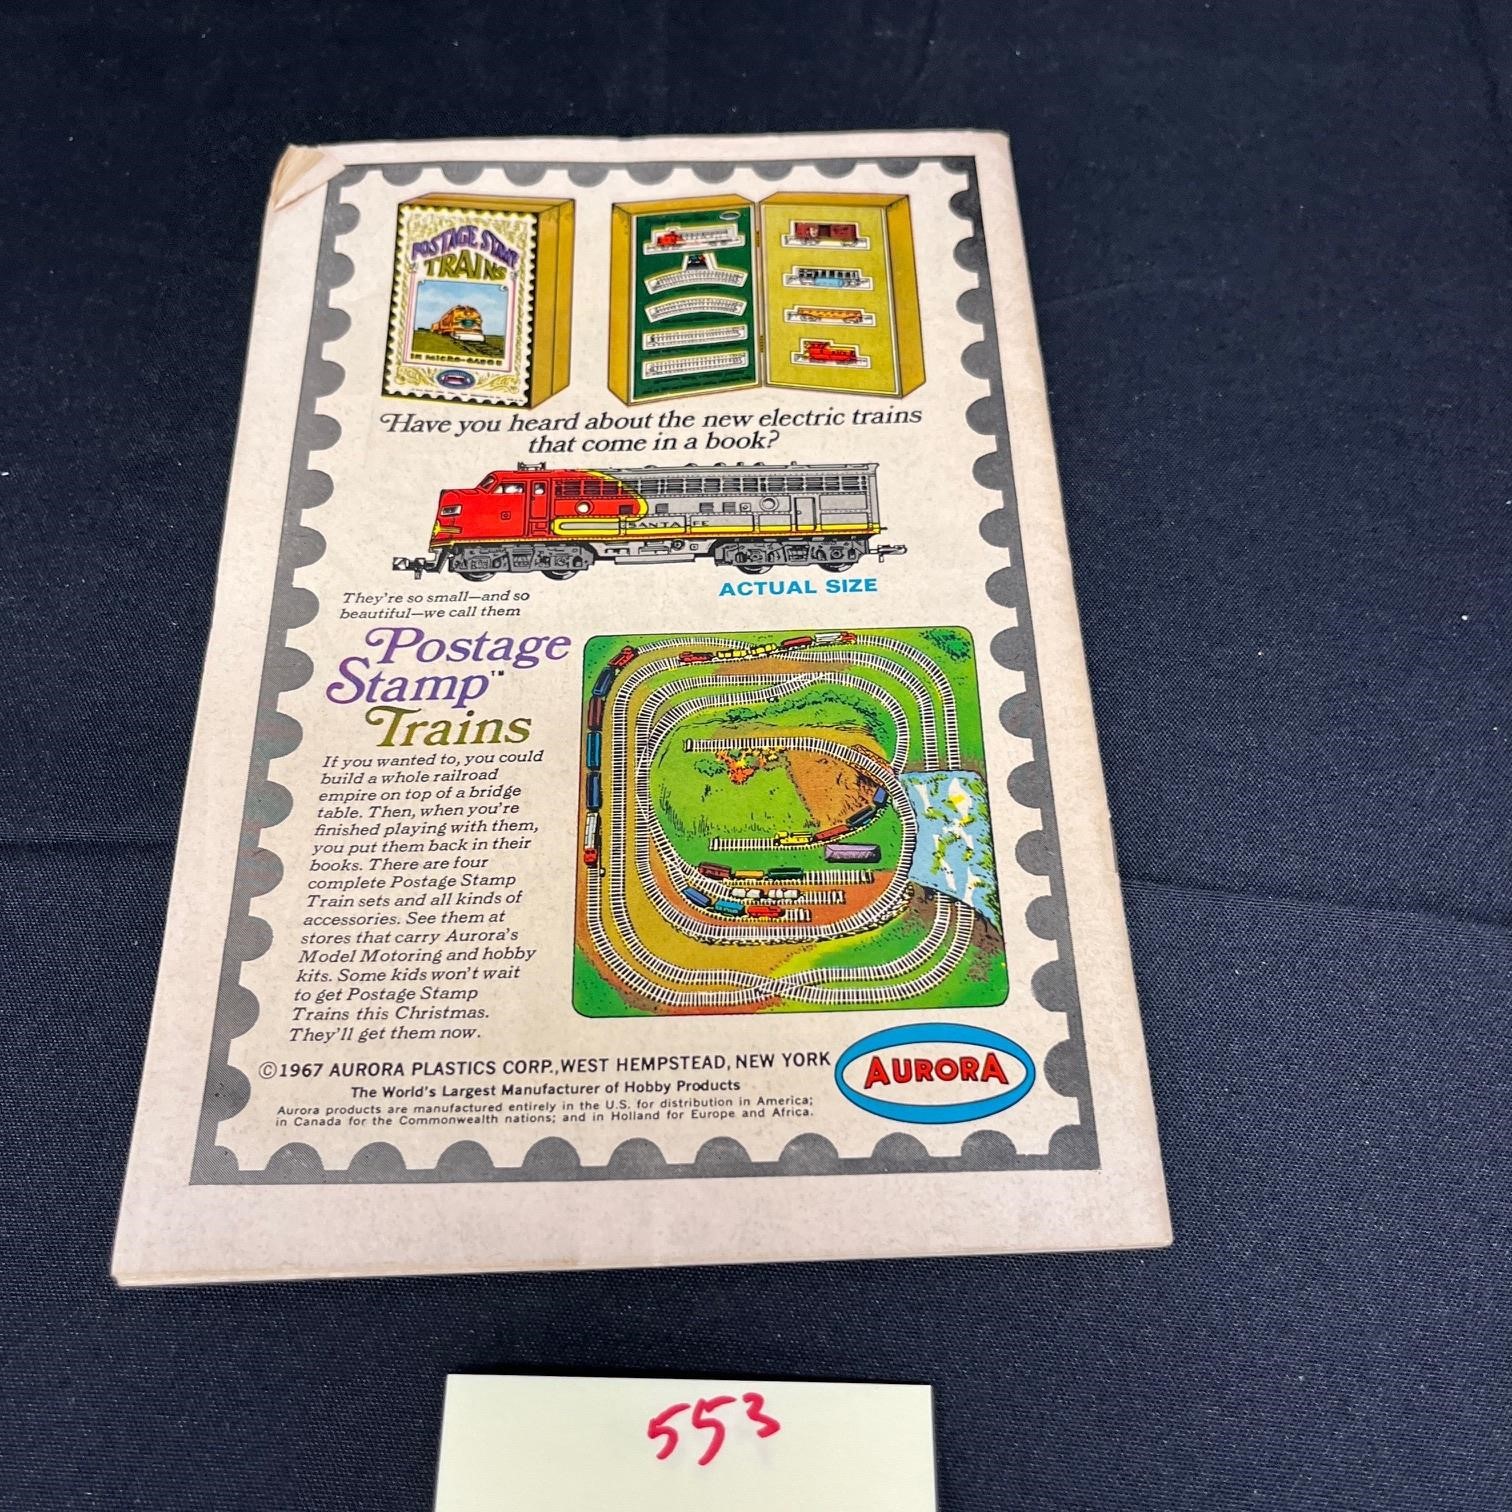 POSTAGE STAMP
TRAINS
IN MICRO-GAUGE
Have you heard about the new electric trains
that come in a book?
SANTA FE
ACTUAL SIZE
They're so small—and so
beautiful—we call them
Postage
Stamp™
Trains
If you wanted to, you could
build a whole railroad
empire on top of a bridge
table. Then, when you're
finished playing with them,
you put them back in their
books. There are four
complete Postage Stamp
Train sets and all kinds of
accessories. See them at
stores that carry Aurora's
Model Motoring and hobby
kits. Some kids won't wait
to get Postage Stamp
Trains this Christmas.
They'll get them now.
©1967 AURORA PLASTICS CORP., WEST HEMPSTEAD, NEW YORK
The World's Largest Manufacturer of Hobby Products
Aurora products are manufactured entirely in the U.S. for distribution in America;
in Canada for the Commonwealth nations; and in Holland for Europe and Africa.
AURORA
553